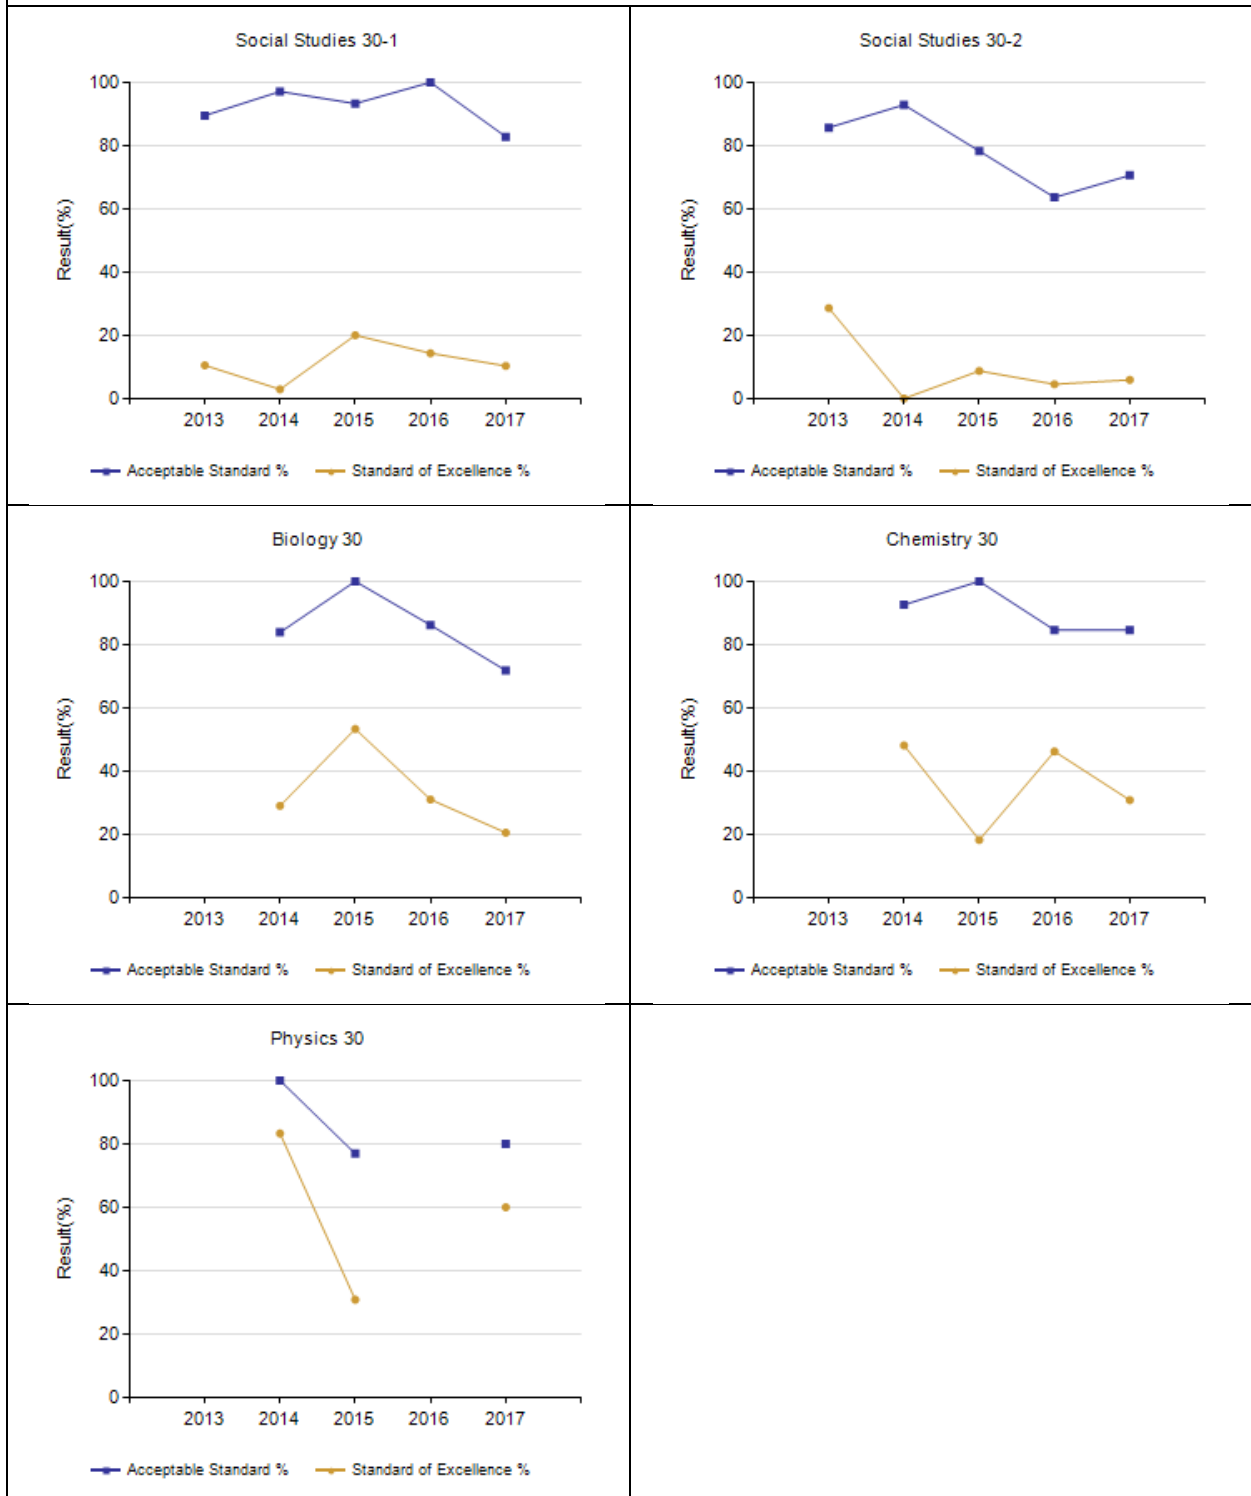 Social Studies 30-1
100
80
60
40
20
0
Result(%)
2013 2014 2015 2016 2017
Acceptable Standard % Standard of Excellence %
Social Studies 30-2
100
80
60
40
20
0
Result(%)
2013 2014 2015 2016 2017
Acceptable Standard % Standard of Excellence %
Biology 30
100
80
60
40
20
0
Result(%)
2013 2014 2015 2016 2017
Acceptable Standard % Standard of Excellence %
Chemistry 30
100
80
60
40
20
0
Result(%)
2013 2014 2015 2016 2017
Acceptable Standard % Standard of Excellence %
Physics 30
100
80
60
40
20
0
Result(%)
2013 2014 2015 2016 2017
Acceptable Standard % Standard of Excellence %